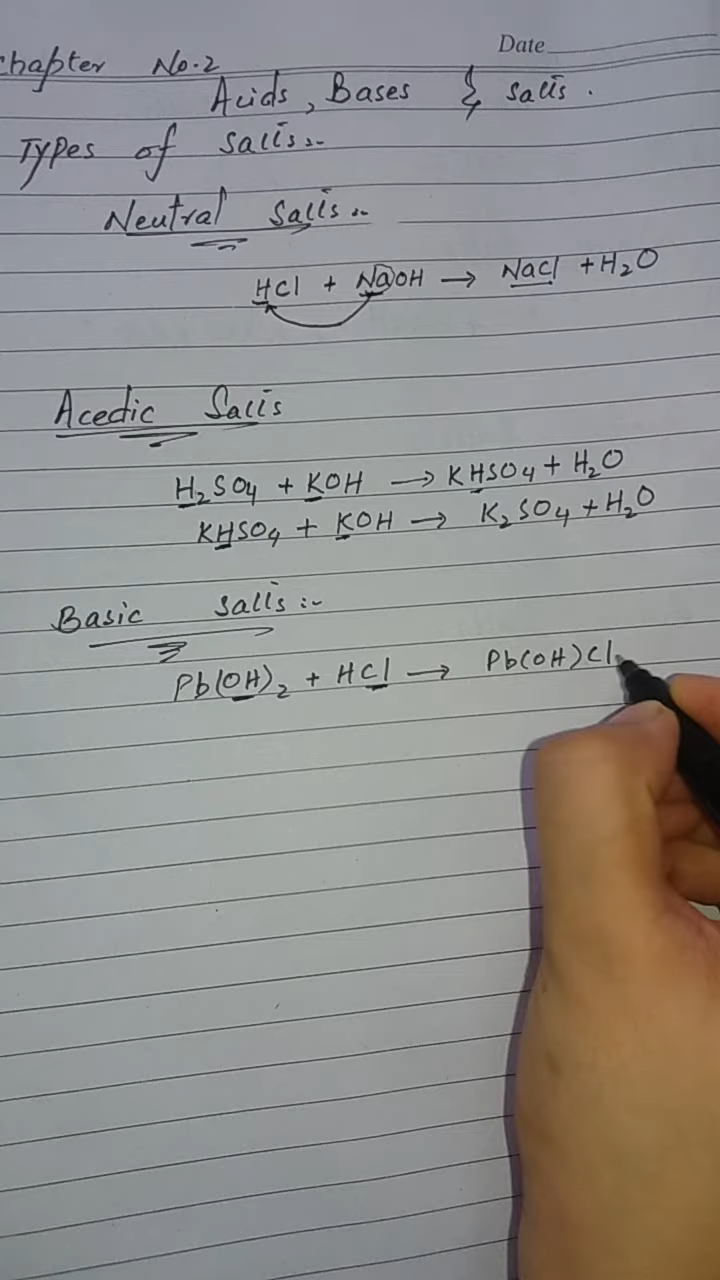 Chapter No.2
Date
Acids, Bases & Salts.
Types of Salts:-
Neutral Salts:-
HCl + NaOH → NaCl + H₂O
Acedic Salts
H₂SO₄ + KOH → KHSO₄ + H₂O
KHSO₄ + KOH → K₂SO₄ + H₂O
Basic Salts:-
Pb(OH)₂ + HCl → Pb(OH)Cl